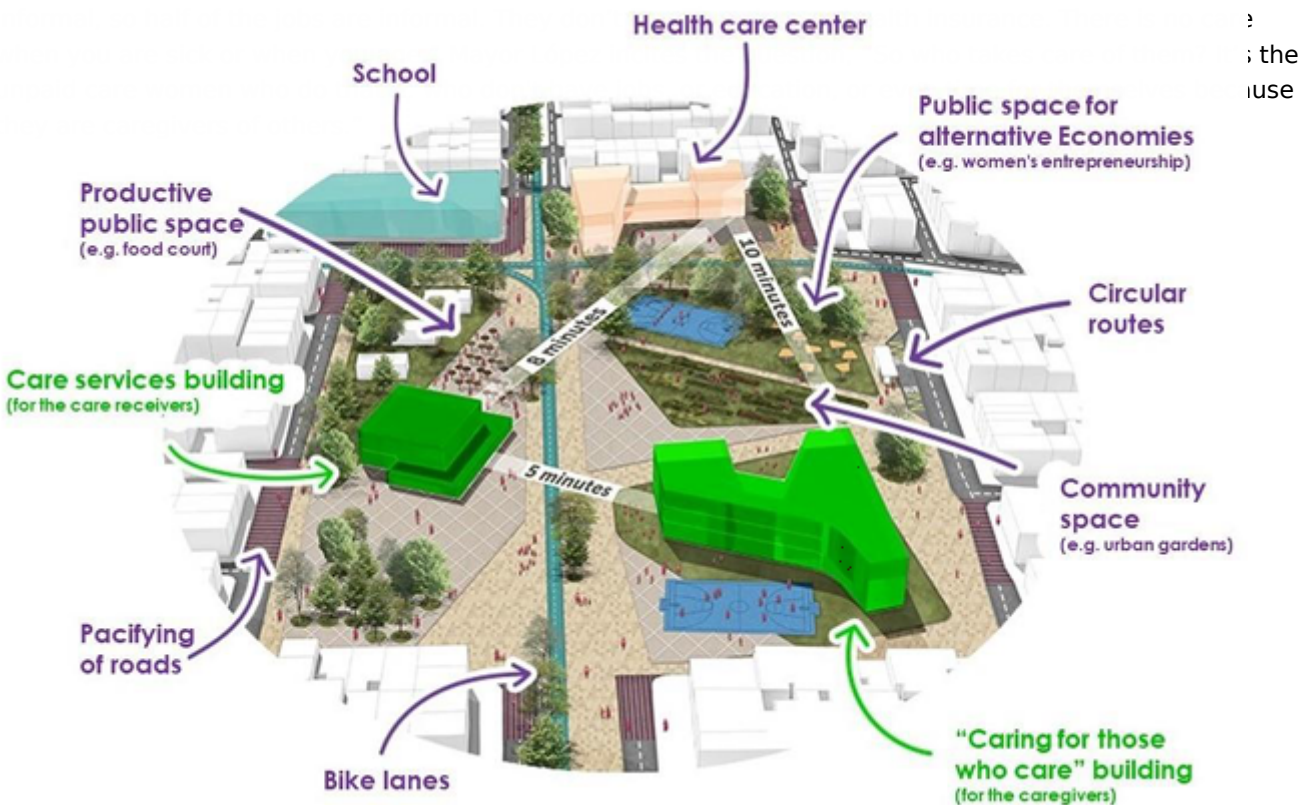 Health care center
School
Public space for
alternative Economies
(e.g. women's entrepreneurship)
Productive
public space
(e.g. food court)
10 minutes
8 minutes
Circular
routes
Care services building
(for the care receivers)
5 minutes
Community
space
(e.g. urban gardens)
Pacifying
of roads
Bike lanes
“Caring for those
who care” building
(for the caregivers)
the